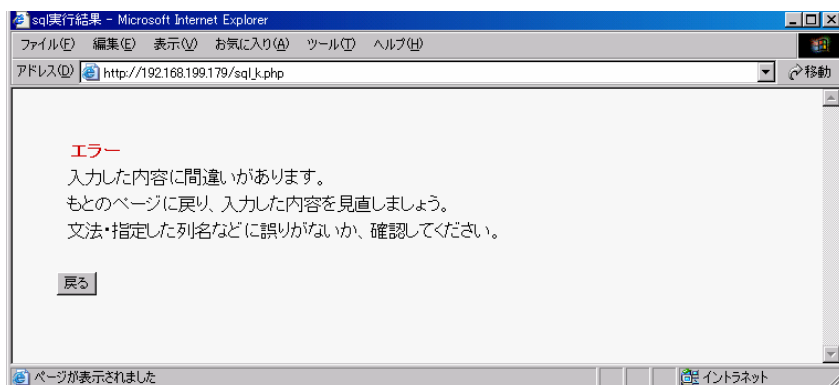 sql実行結果 - Microsoft Internet Explorer
ファイル(F) 編集(E) 表示(V) お気に入り(A) ツール(T) ヘルプ(H)
アドレス(D) http://192.168.199.179/sql_k.php 移動
エラー
入力した内容に間違いがあります。
もとのページに戻り、入力した内容を見直しましょう。
文法・指定した列名などに誤りがないか、確認してください。
戻る
ページが表示されました イントラネット